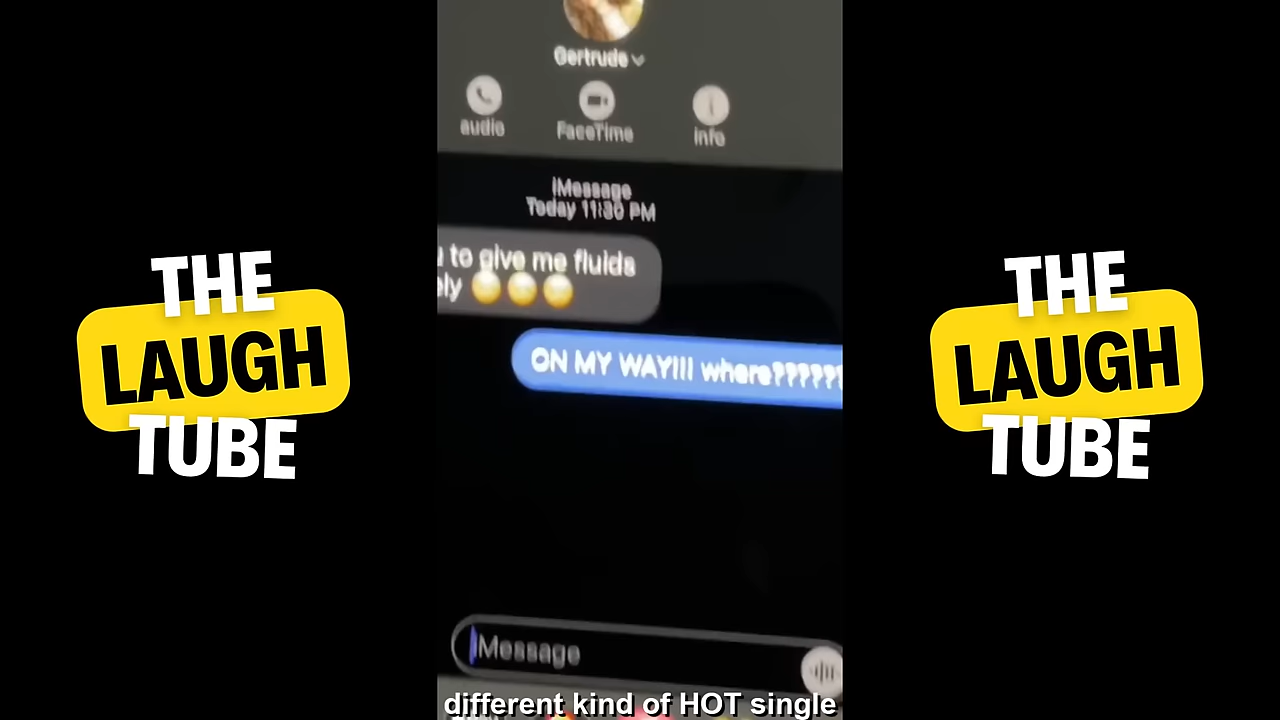 Gertrude
audio
FaceTime
info
iMessage
Today 11:30 PM
to give me fluids
ON MY WAY!!! where??????
Message
THE
LAUGH
TUBE
THE
LAUGH
TUBE
different kind of HOT single